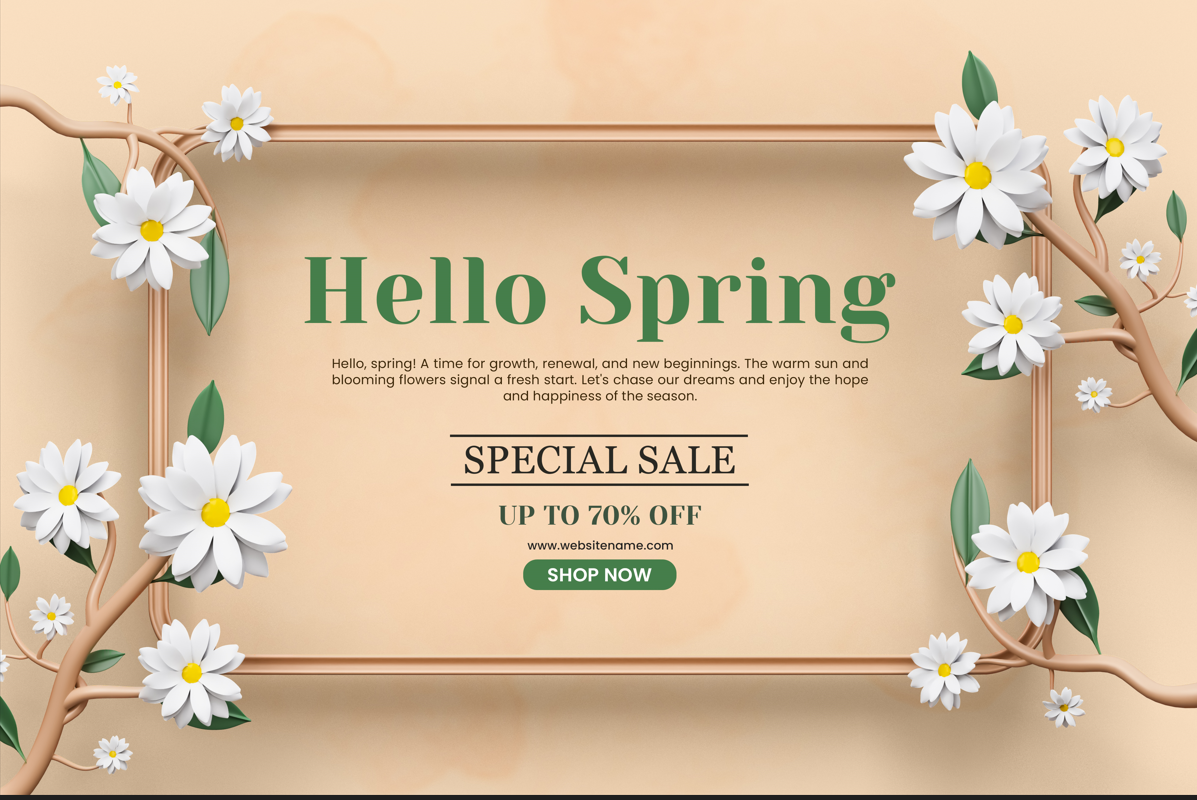 Hello Spring
Hello, spring! A time for growth, renewal, and new beginnings. The warm sun and
blooming flowers signal a fresh start. Let's chase our dreams and enjoy the hope
and happiness of the season.
SPECIAL SALE
UP TO 70% OFF
www.websitename.com
SHOP NOW